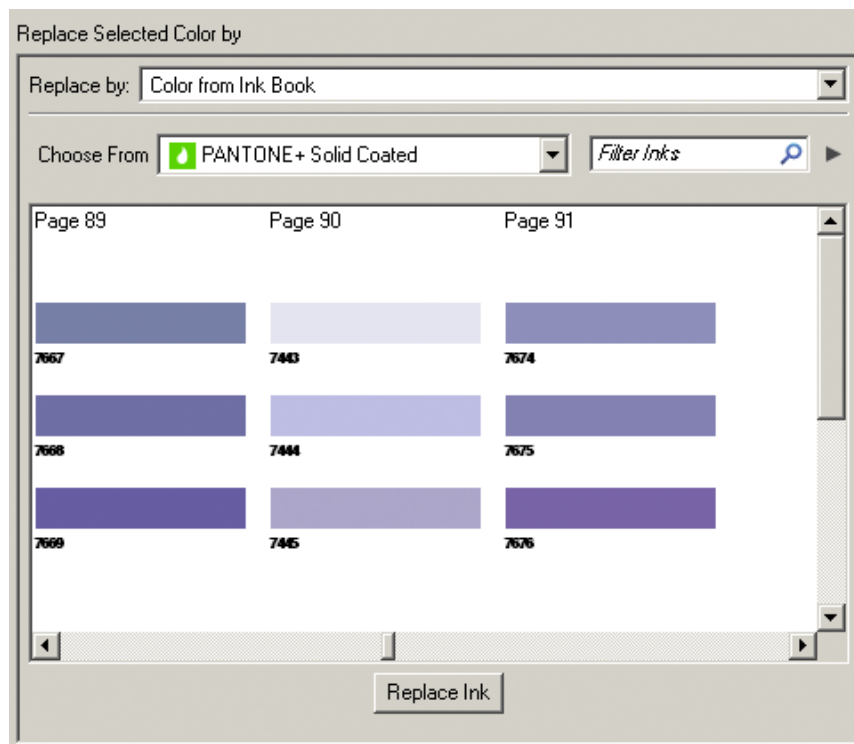 Replace Selected Color by
Replace by: Color from Ink Book
Choose From PANTONE+ Solid Coated Filter Inks
Page 89 Page 90 Page 91
7667 7443 7674
7668 7444 7675
7669 7445 7676
Replace Ink